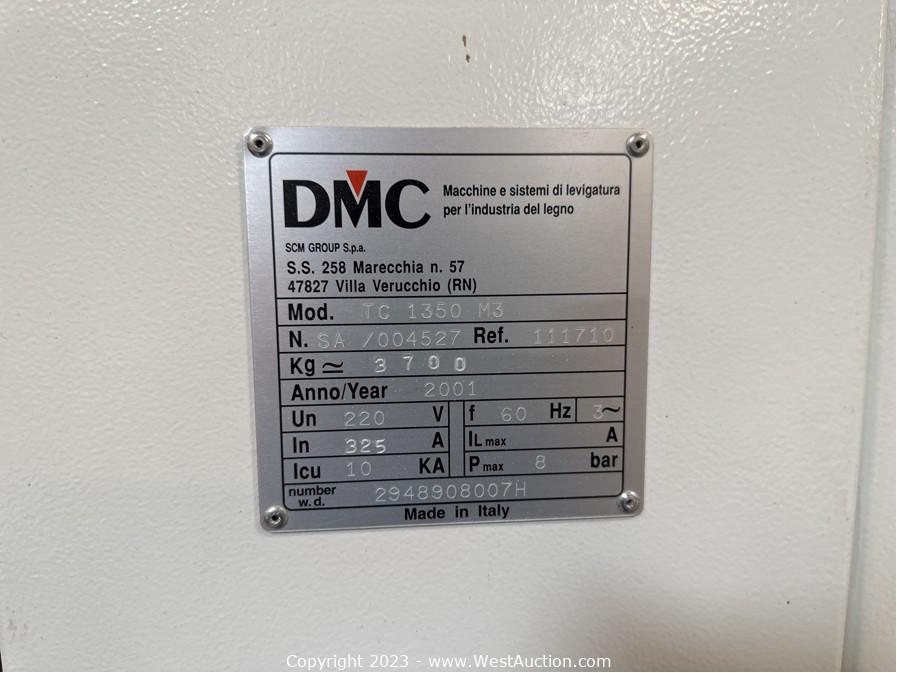 DMC
Macchine e sistemi di levigatura
per l'industria del legno
SCM GROUP S.p.a.
S.S. 258 Marecchia n. 57
47827 Villa Verucchio (RN)
Mod. TC 1350 M3
N. SA /004527 Ref. 111710
Kg ≃ 3700
Anno/Year 2001
Un 220 V f 60 Hz 3~
In 325 A IL max A
Icu 10 KA P max 8 bar
number w.d. 2948908007H
Made in Italy
Copyright 2023 - www.WestAuction.com